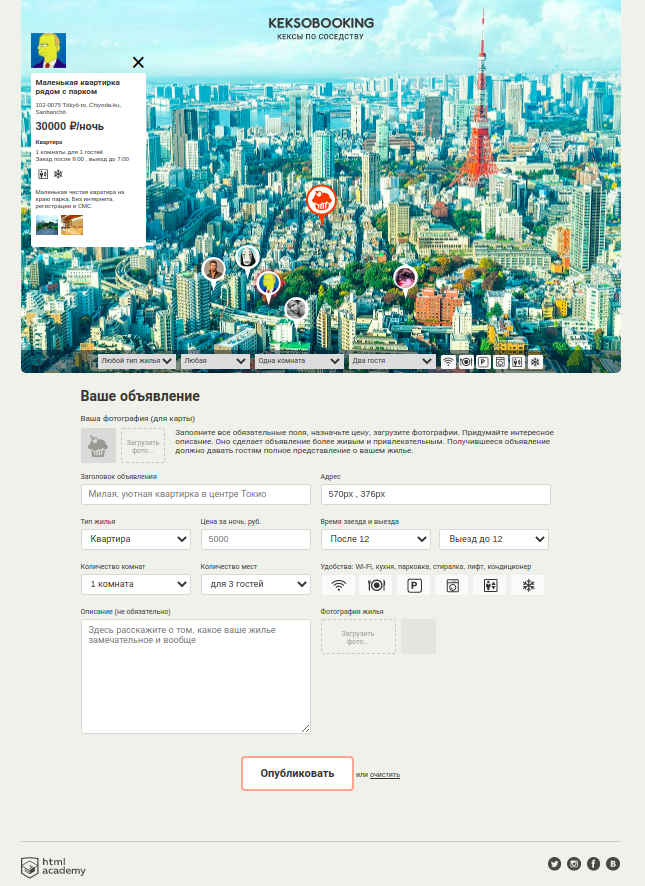 KEKSOBOOKING
КЕКСЫ ПО СОСЕДСТВУ
Маленькая квартирка
рядом с парком
102-0075 Tōkyō-to, Chiyoda-ku,
Sanbanchō
30000 ₽/ночь
Квартира
1 комнаты для 1 гостей
Заезд после 9:00 , выезд до 7:00
Маленькая чистая квратира на
краю парка. Без интернета,
регистрации и СМС.
Любой тип жилья
Любая
Одна комната
Два гостя
Ваше объявление
Ваша фотография (для карты)
Загрузить
фото...
Заполните все обязательные поля, назначьте цену, загрузите фотографии. Придумайте интересное
описание. Оно сделает объявление более живым и привлекательным. Получившееся объявление
должно давать гостям полное представление о вашем жилье.
Заголовок объявления
Адрес
Милая, уютная квартирка в центре Токио
570px , 376px
Тип жилья
Цена за ночь, руб.
Время заезда и выезда
Квартира
5000
После 12
Выезд до 12
Количество комнат
Количество мест
Удобства: Wi-Fi, кухня, парковка, стиралка, лифт, кондиционер
1 комната
для 3 гостей
P
Описание (не обязательно)
Фотография жилья
Здесь расскажите о том, какое ваше жилье
замечательное и вообще
Загрузить
фото...
Опубликовать
или очистить
html
academy